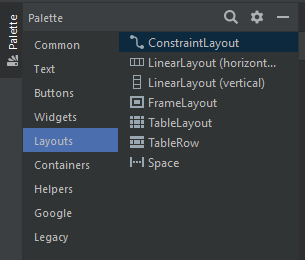 Palette
Palette
Common
Text
Buttons
Widgets
Layouts
Containers
Helpers
Google
Legacy
ConstraintLayout
LinearLayout (horizont...
LinearLayout (vertical)
FrameLayout
TableLayout
TableRow
Space